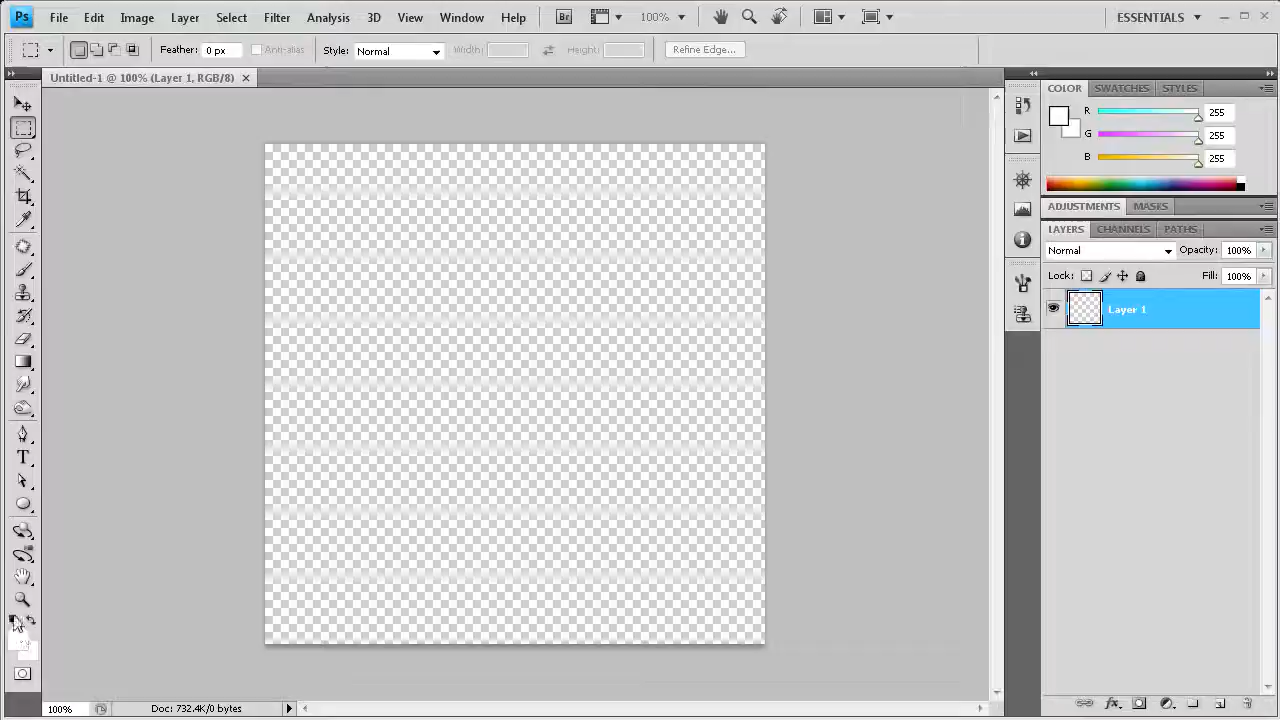 Ps File Edit Image Layer Select Filter Analysis 3D View Window Help Br 100% ESSENTIALS
Feather: 0 px Anti-alias Style: Normal Width: Height: Refine Edge...
Untitled-1 @ 100% (Layer 1, RGB/8)
COLOR SWATCHES STYLES
R 255
G 255
B 255
ADJUSTMENTS MASKS
LAYERS CHANNELS PATHS
Normal Opacity: 100%
Lock: Fill: 100%
Layer 1
T
fx
100% Doc: 732.4K/0 bytes